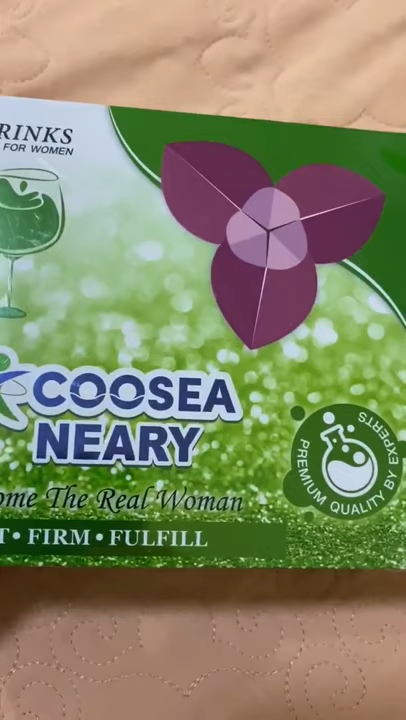 RINKS
FOR WOMEN
COOSEA
NEARY
ome The Real Woman
T • FIRM • FULFILL
PREMIUM QUALITY BY EXPERTS